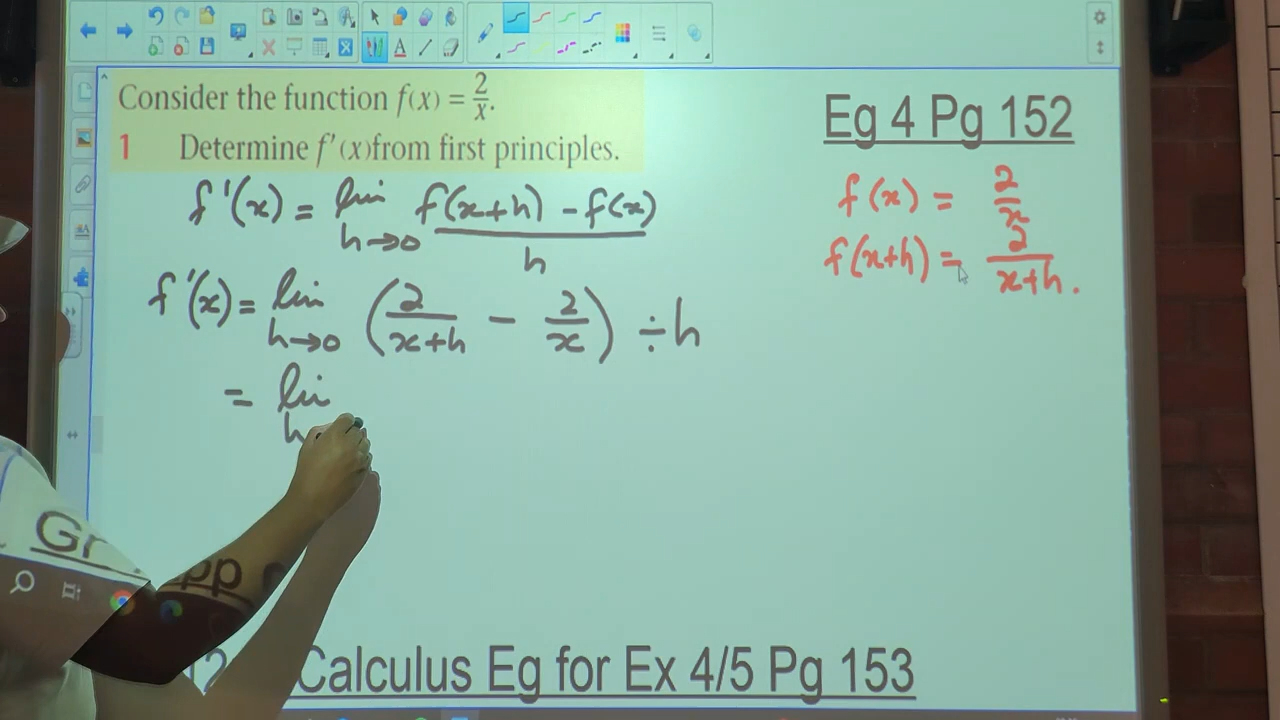 Consider the function f(x) = 2/x.
1 Determine f'(x)from first principles.
Eg 4 Pg 152
f'(x) = lim h→0 f(x+h) - f(x) / h
f(x) = 2/x
f(x+h) = 2/x+h.
f'(x) = lim h→0 (2/x+h - 2/x) ÷ h
= lim h
Calculus Eg for Ex 4/5 Pg 153